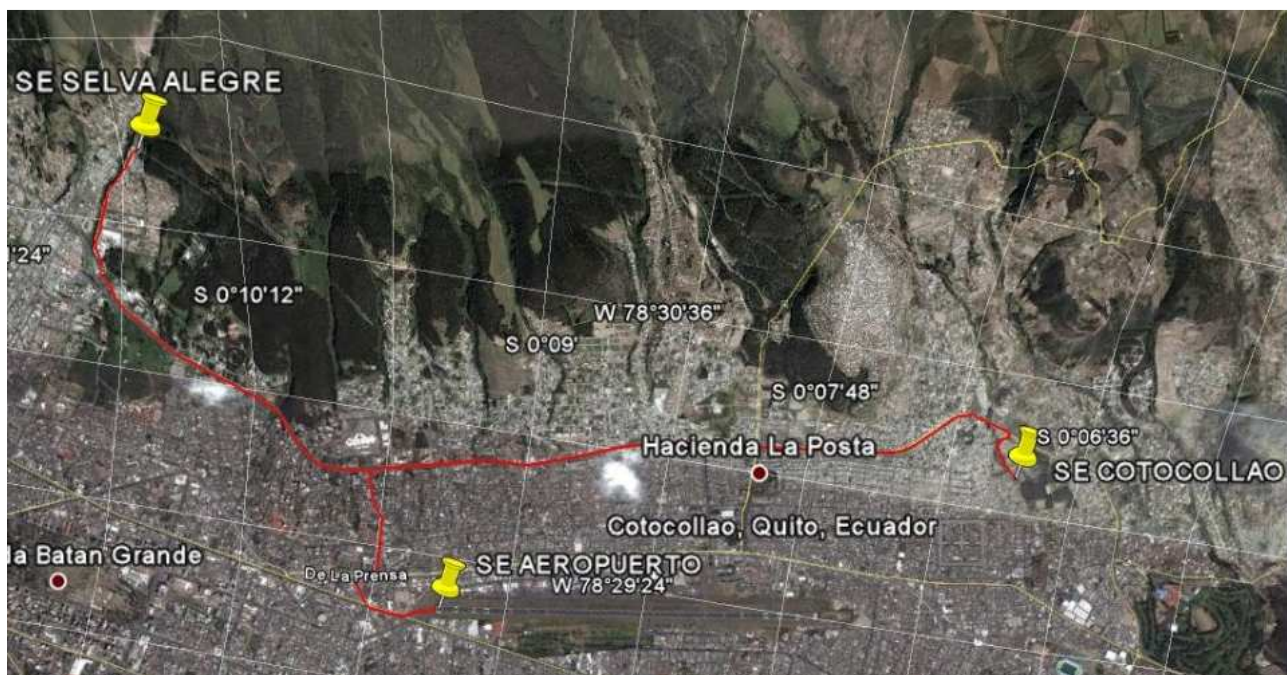 SE SELVA ALEGRE
'24"
S 0°10'12"
W 78°30'36"
S 0°09'
S 0°07'48"
S 0°06'36"
Hacienda La Posta
SE COTOCOLLAO
Cotocollao, Quito, Ecuador
la Batan Grande
De La Prensa
SE AEROPUERTO
W 78°29'24"